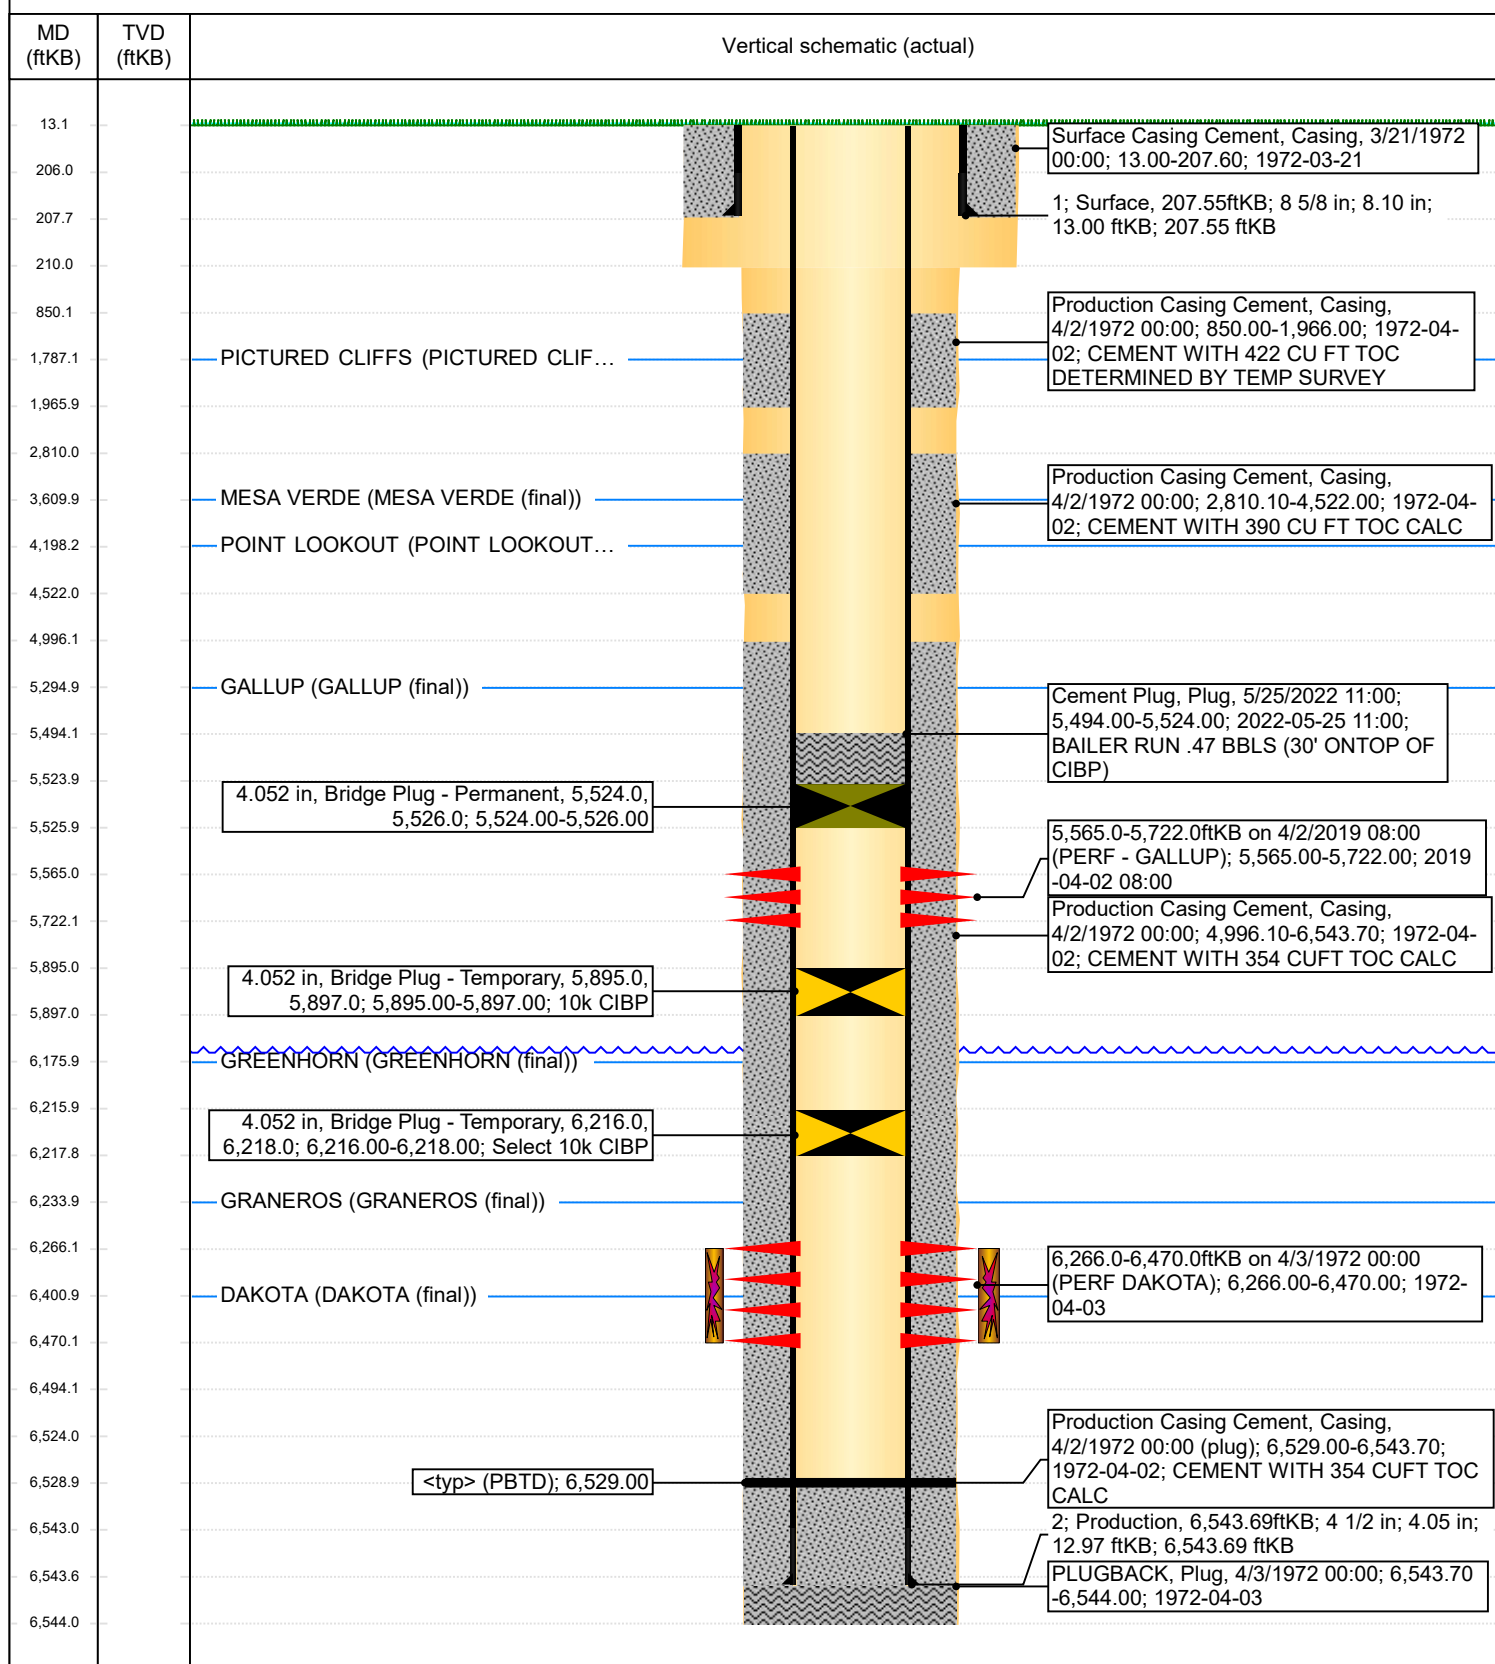 MD
(ftKB)
TVD
(ftKB)
Vertical schematic (actual)
13.1
206.0
207.7
210.0
850.1
1,787.1
1,965.9
2,810.0
3,609.9
4,198.2
4,522.0
4,996.1
5,294.9
5,494.1
5,523.9
5,525.9
5,565.0
5,722.1
5,895.0
5,897.0
6,175.9
6,215.9
6,217.8
6,233.9
6,266.1
6,400.9
6,470.1
6,494.1
6,524.0
6,528.9
6,543.0
6,543.6
6,544.0
PICTURED CLIFFS (PICTURED CLIF...
MESA VERDE (MESA VERDE (final))
POINT LOOKOUT (POINT LOOKOUT...
GALLUP (GALLUP (final))
4.052 in, Bridge Plug - Permanent, 5,524.0,
5,526.0; 5,524.00-5,526.00
4.052 in, Bridge Plug - Temporary, 5,895.0,
5,897.0; 5,895.00-5,897.00; 10k CIBP
GREENHORN (GREENHORN (final))
4.052 in, Bridge Plug - Temporary, 6,216.0,
6,218.0; 6,216.00-6,218.00; Select 10k CIBP
GRANEROS (GRANEROS (final))
DAKOTA (DAKOTA (final))
<typ> (PBTD); 6,529.00
Surface Casing Cement, Casing, 3/21/1972
00:00; 13.00-207.60; 1972-03-21
1; Surface, 207.55ftKB; 8 5/8 in; 8.10 in;
13.00 ftKB; 207.55 ftKB
Production Casing Cement, Casing,
4/2/1972 00:00; 850.00-1,966.00; 1972-04-
02; CEMENT WITH 422 CU FT TOC
DETERMINED BY TEMP SURVEY
Production Casing Cement, Casing,
4/2/1972 00:00; 2,810.10-4,522.00; 1972-04-
02; CEMENT WITH 390 CU FT TOC CALC
Cement Plug, Plug, 5/25/2022 11:00;
5,494.00-5,524.00; 2022-05-25 11:00;
BAILER RUN .47 BBLS (30' ONTOP OF
CIBP)
5,565.0-5,722.0ftKB on 4/2/2019 08:00
(PERF - GALLUP); 5,565.00-5,722.00; 2019
-04-02 08:00
Production Casing Cement, Casing,
4/2/1972 00:00; 4,996.10-6,543.70; 1972-04-
02; CEMENT WITH 354 CUFT TOC CALC
6,266.0-6,470.0ftKB on 4/3/1972 00:00
(PERF DAKOTA); 6,266.00-6,470.00; 1972-
04-03
Production Casing Cement, Casing,
4/2/1972 00:00 (plug); 6,529.00-6,543.70;
1972-04-02; CEMENT WITH 354 CUFT TOC
CALC
2; Production, 6,543.69ftKB; 4 1/2 in; 4.05 in;
12.97 ftKB; 6,543.69 ftKB
PLUGBACK, Plug, 4/3/1972 00:00; 6,543.70
-6,544.00; 1972-04-03